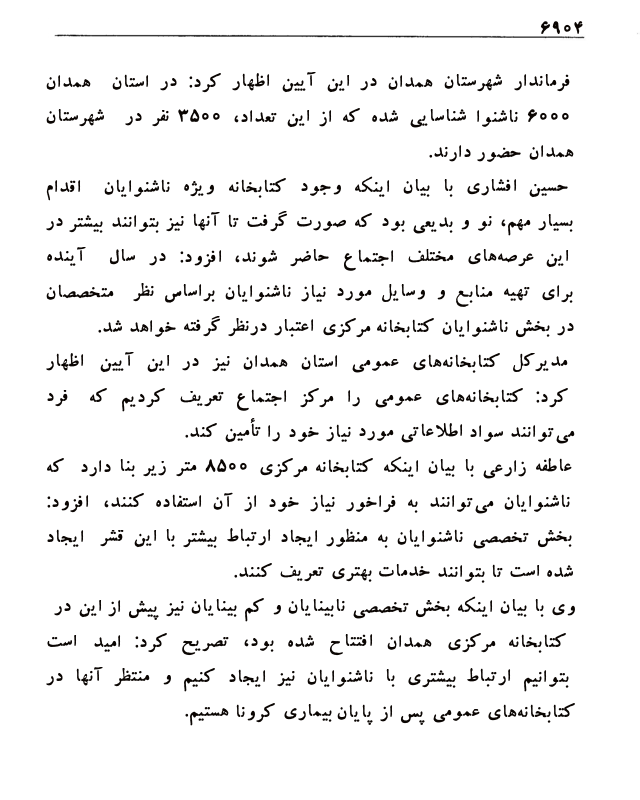 ۶۹۰۴
فرماندار شهرستان همدان در این آیین اظهار کرد: در استان همدان
۶۰۰۰ ناشنوا شناسایی شده که از این تعداد، ۳۵۰۰ نفر در شهرستان
همدان حضور دارند.
حسین افشاری با بیان اینکه وجود کتابخانه ویژه ناشنوایان اقدام
بسیار مهم، نو و بدیعی بود که صورت گرفت تا آنها نیز بتوانند بیشتر در
این عرصه‌های مختلف اجتماع حاضر شوند، افزود: در سال آینده
برای تهیه منابع و وسایل مورد نیاز ناشنوایان براساس نظر متخصصان
در بخش ناشنوایان کتابخانه مرکزی اعتبار درنظر گرفته خواهد شد.
مدیرکل کتابخانه‌های عمومی استان همدان نیز در این آیین اظهار
کرد: کتابخانه‌های عمومی را مرکز اجتماع تعریف کردیم که فرد
می‌توانند سواد اطلاعاتی مورد نیاز خود را تأمین کند.
عاطفه زارعی با بیان اینکه کتابخانه مرکزی ۸۵۰۰ متر زیر بنا دارد که
ناشنوایان می‌توانند به فراخور نیاز خود از آن استفاده کنند، افزود:
بخش تخصصی ناشنوایان به منظور ایجاد ارتباط بیشتر با این قشر ایجاد
شده است تا بتوانند خدمات بهتری تعریف کنند.
وی با بیان اینکه بخش تخصصی نابینایان و کم بینایان نیز پیش از این در
کتابخانه مرکزی همدان افتتاح شده بود، تصریح کرد: امید است
بتوانیم ارتباط بیشتری با ناشنوایان نیز ایجاد کنیم و منتظر آنها در
کتابخانه‌های عمومی پس از پایان بیماری کرونا هستیم.